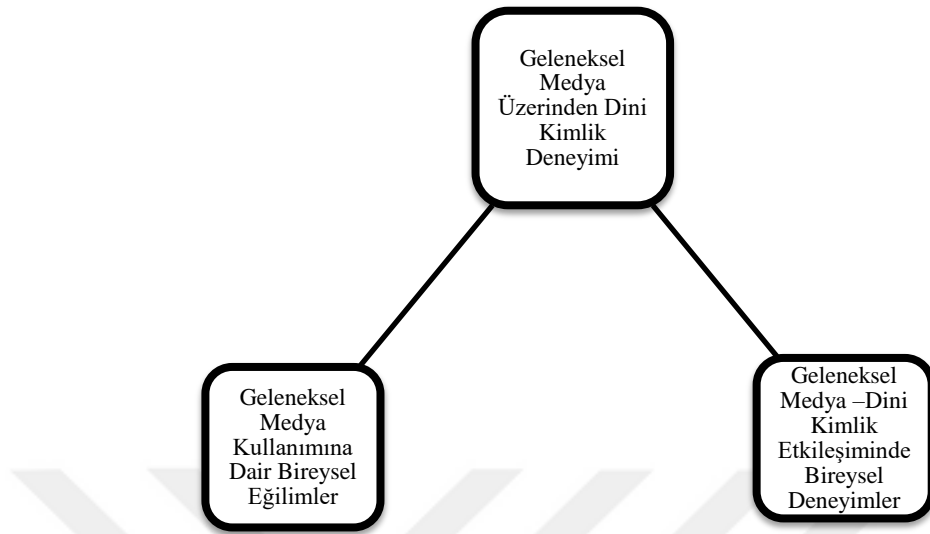 Geleneksel
Medya
Üzerinden Dini
Kimlik
Deneyimi
Geleneksel
Medya
Kullanımına
Dair Bireysel
Eğilimler
Geleneksel
Medya –Dini
Kimlik
Etkileşiminde
Bireysel
Deneyimler